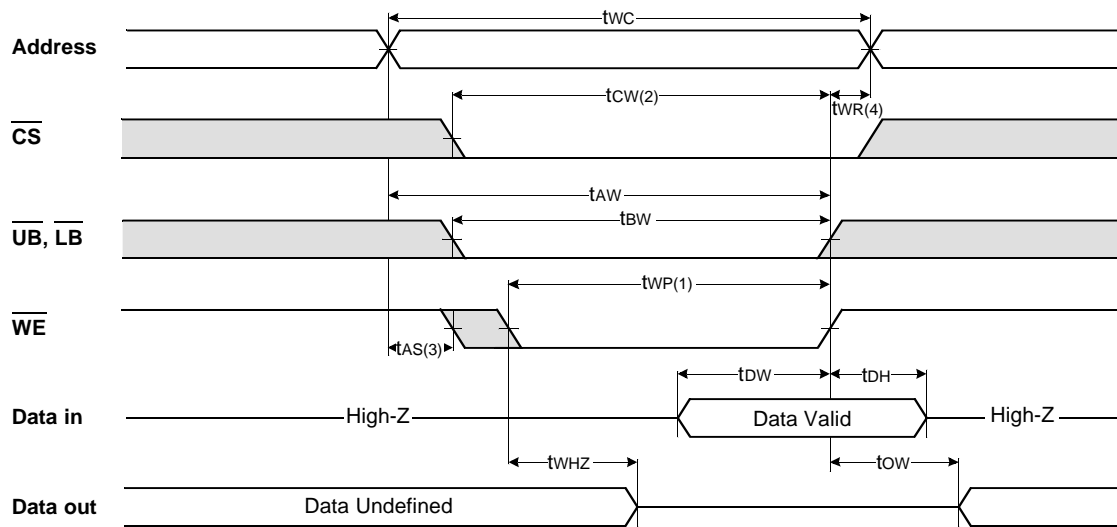 tWC
Address
tCW(2)
tWR(4)
CS
tAW
tBW
UB, LB
tWP(1)
WE
tAS(3)
tDW
tDH
Data in
High-Z
Data Valid
High-Z
tWHZ
tOW
Data out
Data Undefined